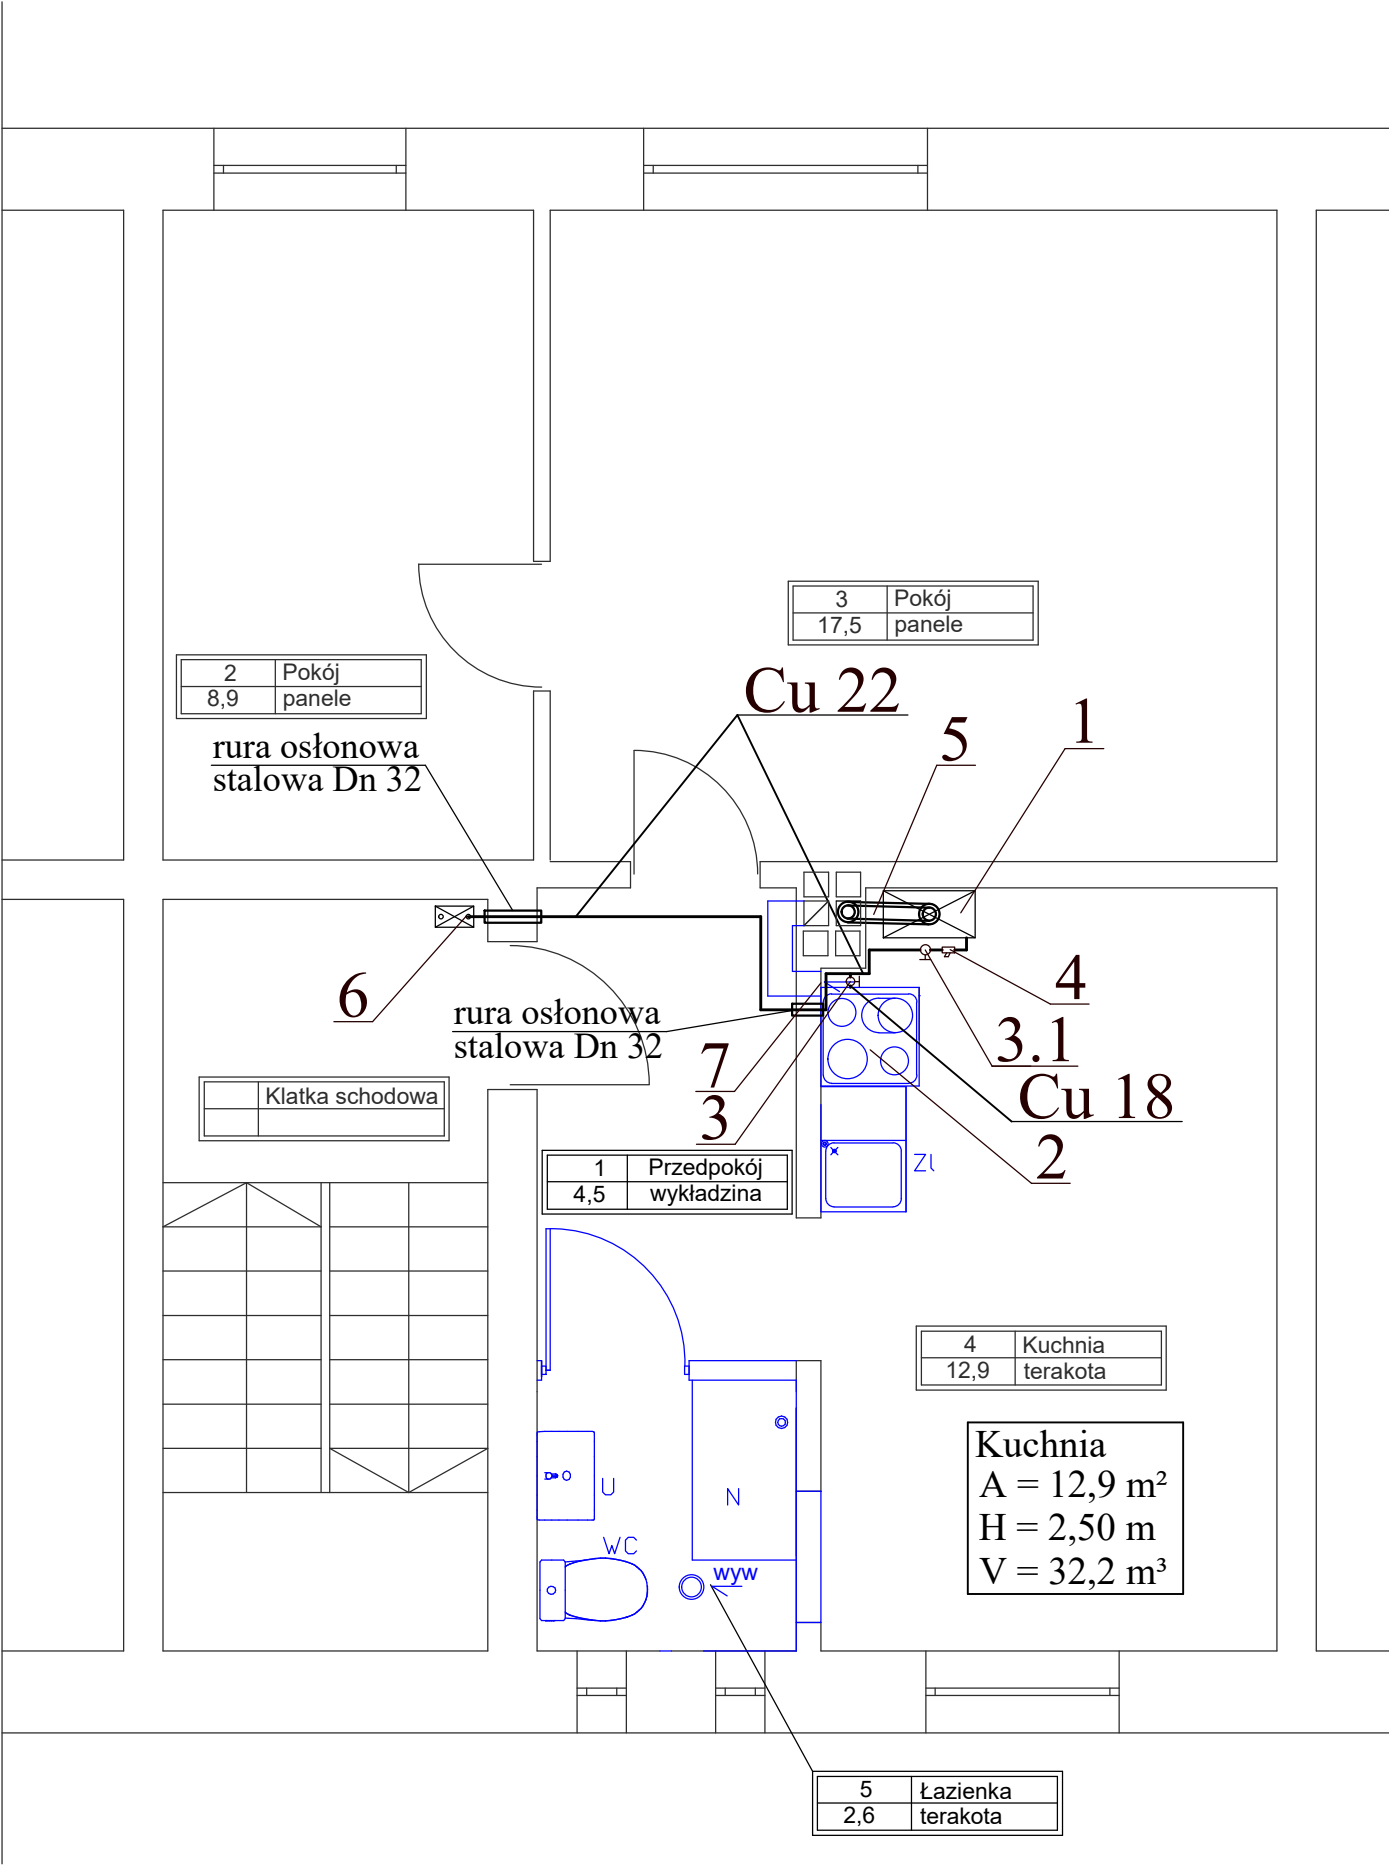 3 Pokój
17,5 panele
2 Pokój
8,9 panele
Cu 22
5
1
rura osłonowa
stalowa Dn 32
6
4
rura osłonowa
stalowa Dn 32
3.1
7
3
Cu 18
2
Klatka schodowa
1 Przedpokój
4,5 wykładzina
Zl
4 Kuchnia
12,9 terakota
Kuchnia
A = 12,9 m²
H = 2,50 m
V = 32,2 m³
U
N
WC
wyw
5 Łazienka
2,6 terakota